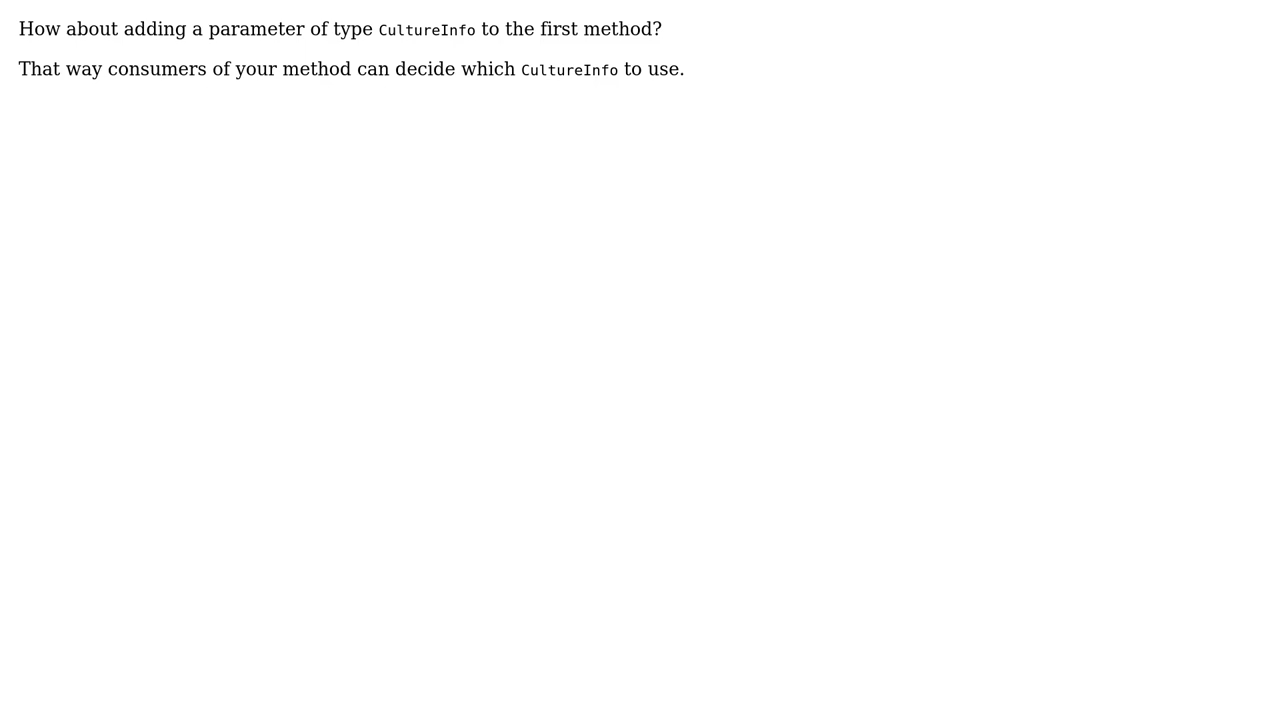 How about adding a parameter of type CultureInfo to the first method?
That way consumers of your method can decide which CultureInfo to use.